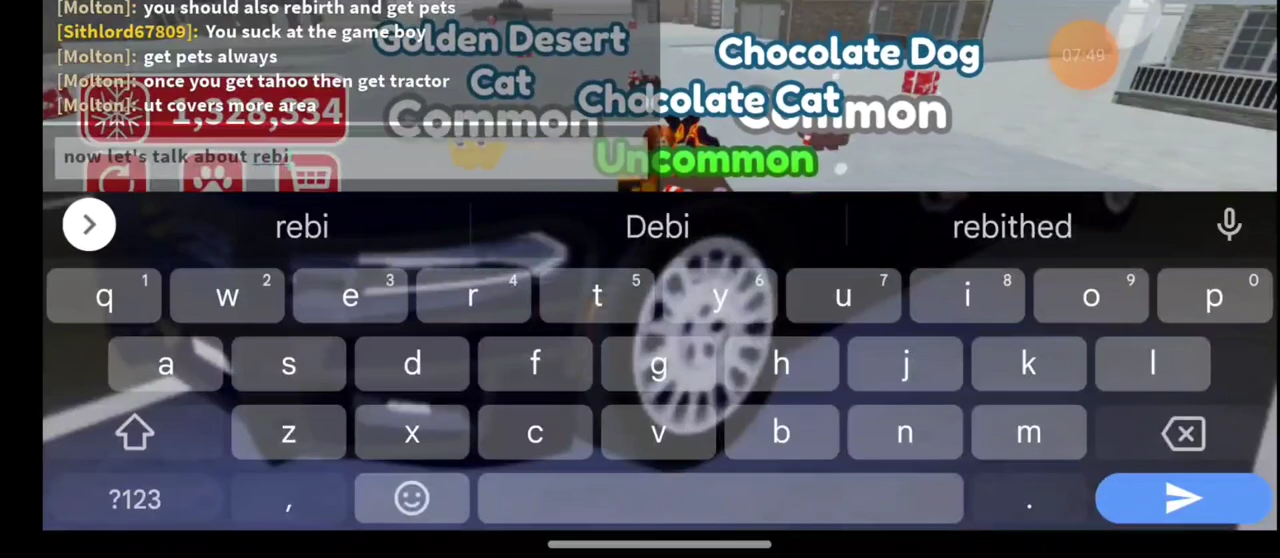 [Molton]: you should also rebirth and get pets
[Sithlord67809]: You suck at the game boy
[Molton]: get pets always
[Molton]: once you get tahoo then get tractor
[Molton]: ut covers more area
1,328,334
now let's talk about rebi
Golden Desert
Cat
Common
Chocolate Dog
Common
Chocolate Cat
Uncommon
07:49
rebi Debi rebithed
q 1 w 2 e 3 r 4 t 5 y 6 u 7 i 8 o 9 p 0
a s d f g h j k l
z x c v b n m
?123 , .